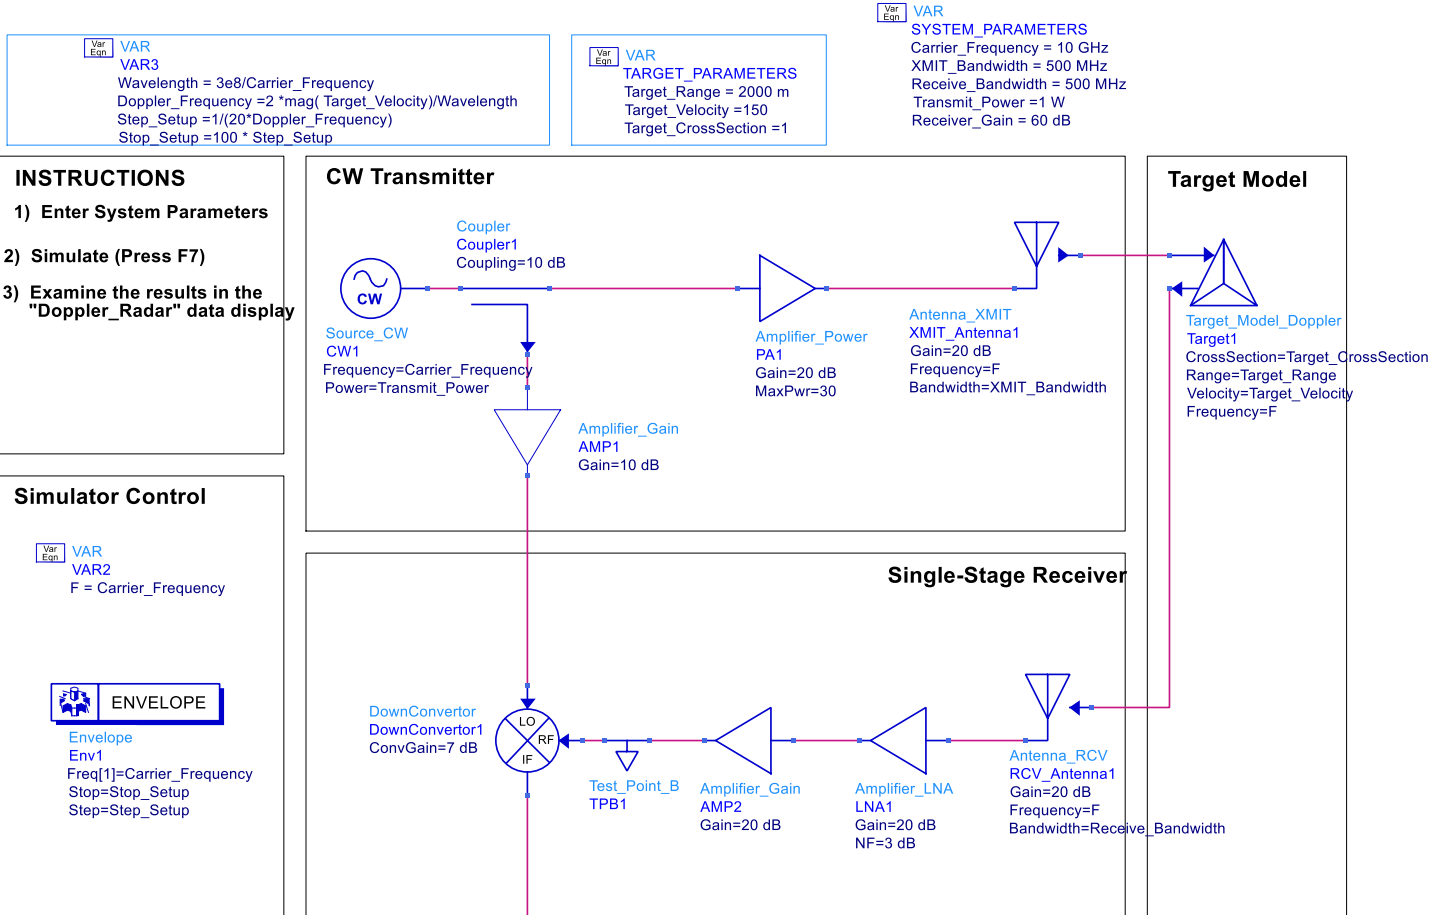 Var
Eqn
VAR
VAR3
Wavelength = 3e8/Carrier_Frequency
Doppler_Frequency =2 *mag( Target_Velocity)/Wavelength
Step_Setup =1/(20*Doppler_Frequency)
Stop_Setup =100 * Step_Setup
Var
Eqn
VAR
TARGET_PARAMETERS
Target_Range = 2000 m
Target_Velocity =150
Target_CrossSection =1
Var
Eqn
VAR
SYSTEM_PARAMETERS
Carrier_Frequency = 10 GHz
XMIT_Bandwidth = 500 MHz
Receive_Bandwidth = 500 MHz
Transmit_Power =1 W
Receiver_Gain = 60 dB
INSTRUCTIONS
1) Enter System Parameters
2) Simulate (Press F7)
3) Examine the results in the
"Doppler_Radar" data display
CW Transmitter
CW
Source_CW
CW1
Frequency=Carrier_Frequency
Power=Transmit_Power
Coupler
Coupler1
Coupling=10 dB
Amplifier_Gain
AMP1
Gain=10 dB
Amplifier_Power
PA1
Gain=20 dB
MaxPwr=30
Antenna_XMIT
XMIT_Antenna1
Gain=20 dB
Frequency=F
Bandwidth=XMIT_Bandwidth
Target Model
Target_Model_Doppler
Target1
CrossSection=Target_CrossSection
Range=Target_Range
Velocity=Target_Velocity
Frequency=F
Simulator Control
Var
Eqn
VAR
VAR2
F = Carrier_Frequency
ENVELOPE
Envelope
Env1
Freq[1]=Carrier_Frequency
Stop=Stop_Setup
Step=Step_Setup
Single-Stage Receiver
DownConvertor
DownConvertor1
ConvGain=7 dB
LO
RF
IF
Test_Point_B
TPB1
Amplifier_Gain
AMP2
Gain=20 dB
Amplifier_LNA
LNA1
Gain=20 dB
NF=3 dB
Antenna_RCV
RCV_Antenna1
Gain=20 dB
Frequency=F
Bandwidth=Receive_Bandwidth